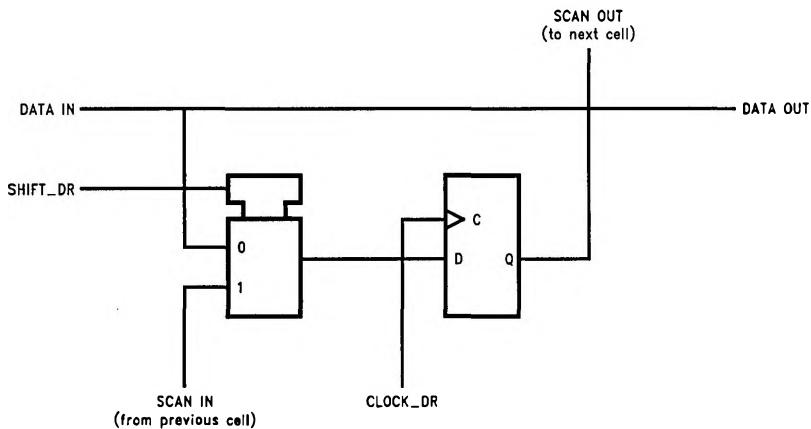 SCAN OUT
(to next cell)
DATA IN
DATA OUT
SHIFT_DR
C
0
D
Q
1
SCAN IN
(from previous cell)
CLOCK_DR